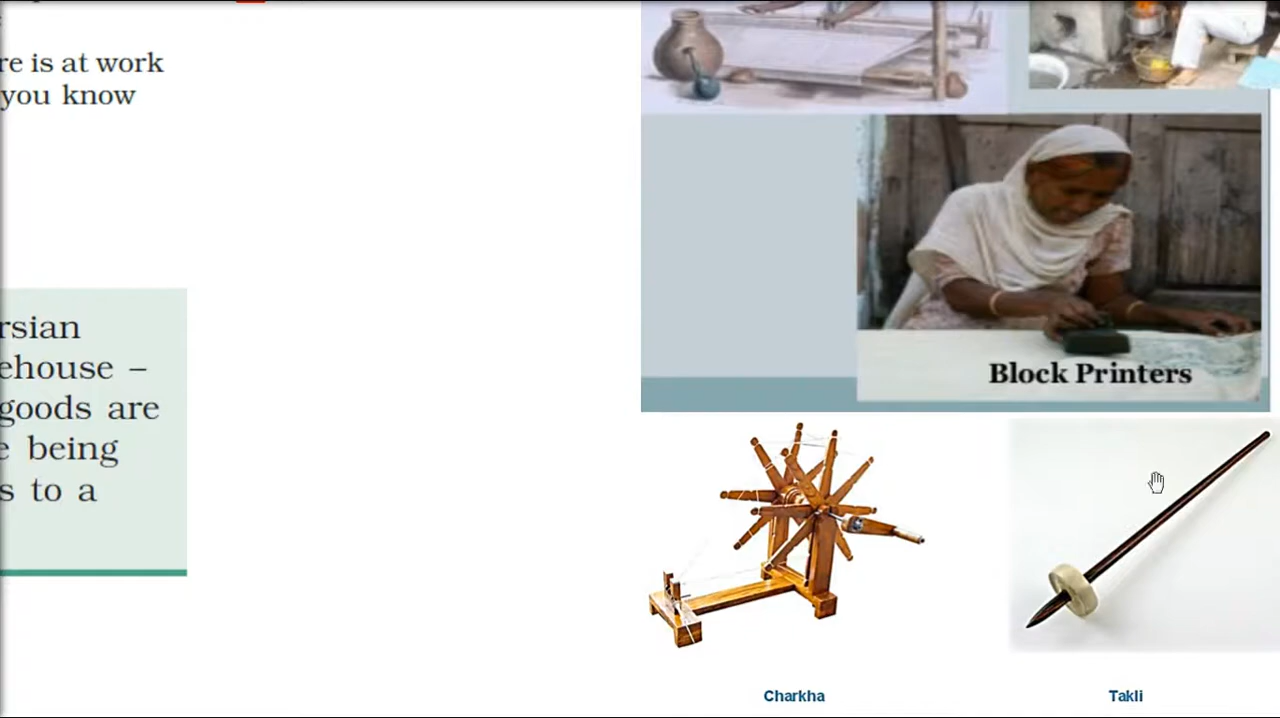 re is at work
you know
rsian
ehouse –
goods are
e being
s to a
Block Printers
Charkha
Takli